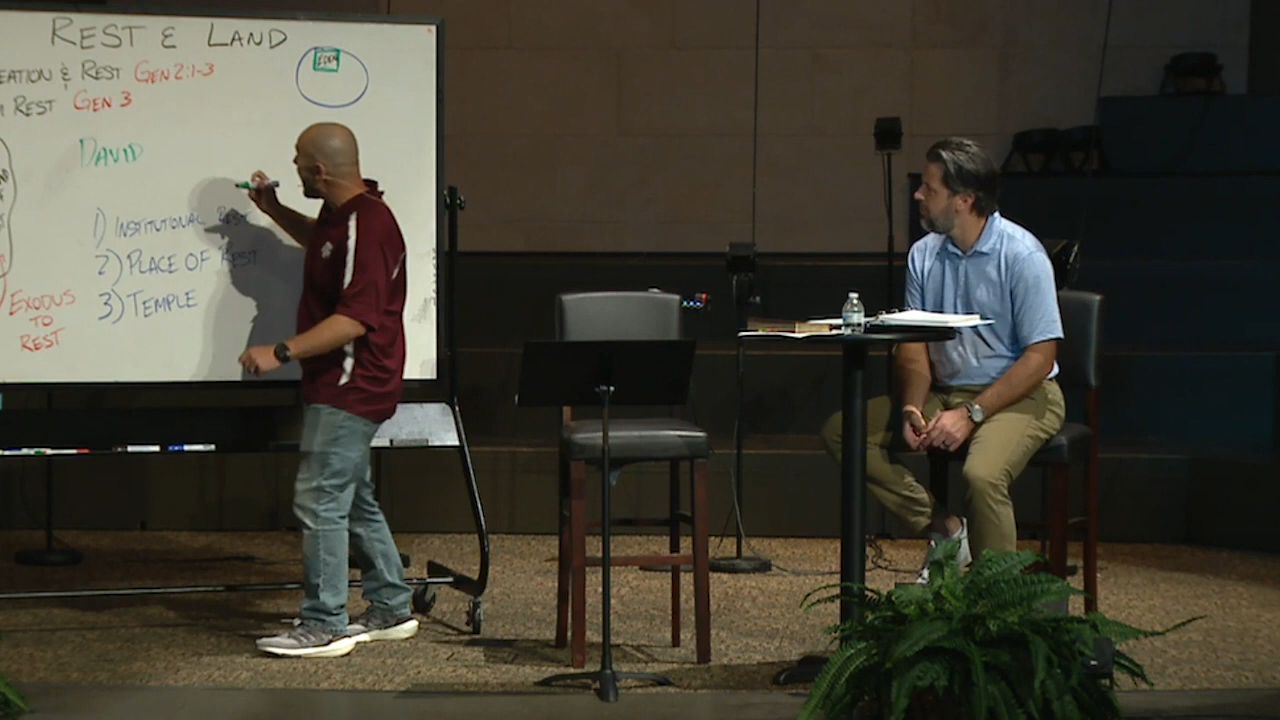 REST & LAND
EDEN
EATION & REST GEN 2:1-3
REST GEN 3
DAVID
1) INSTITUTIONAL REST
2) PLACE OF REST
3) TEMPLE
EXODUS
TO
REST